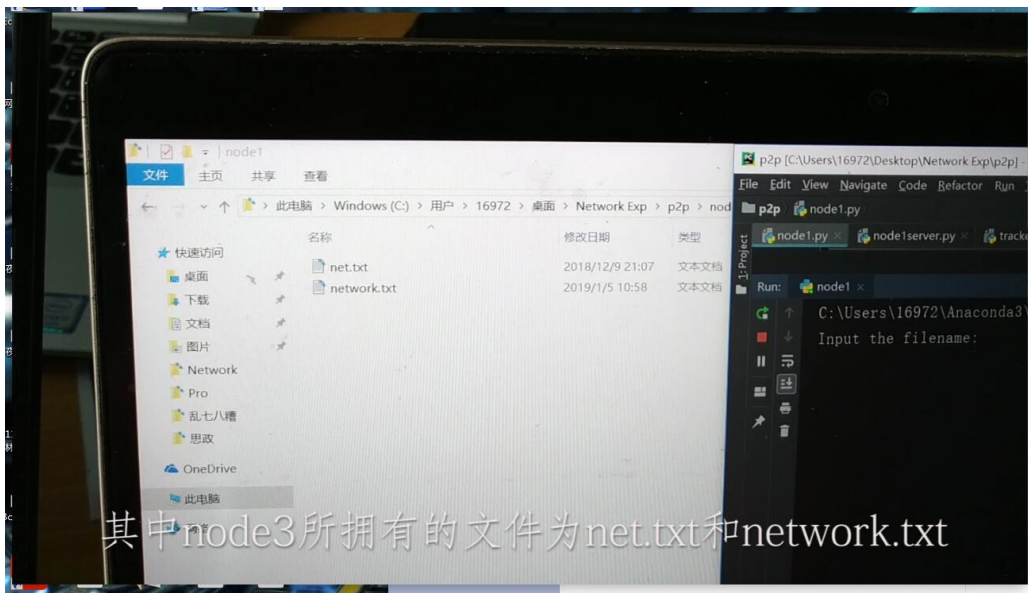 node1
文件 主页 共享 查看
此电脑 > Windows (C:) > 用户 > 16972 > 桌面 > Network Exp > p2p > nod
名称 修改日期 类型
快速访问
桌面
下载
文档
图片
Network
Pro
乱七八糟
思政
OneDrive
此电脑
net.txt 2018/12/9 21:07 文本文档
network.txt 2019/1/5 10:58 文本文档
p2p [C:\Users\16972\Desktop\Network Exp\p2p] -
File Edit View Navigate Code Refactor Run
p2p node1.py
node1.py node1server.py tracke
1: Project
Run: node1
C:\Users\16972\Anaconda3\
Input the filename:
其中node3所拥有的文件为net.txt和network.txt